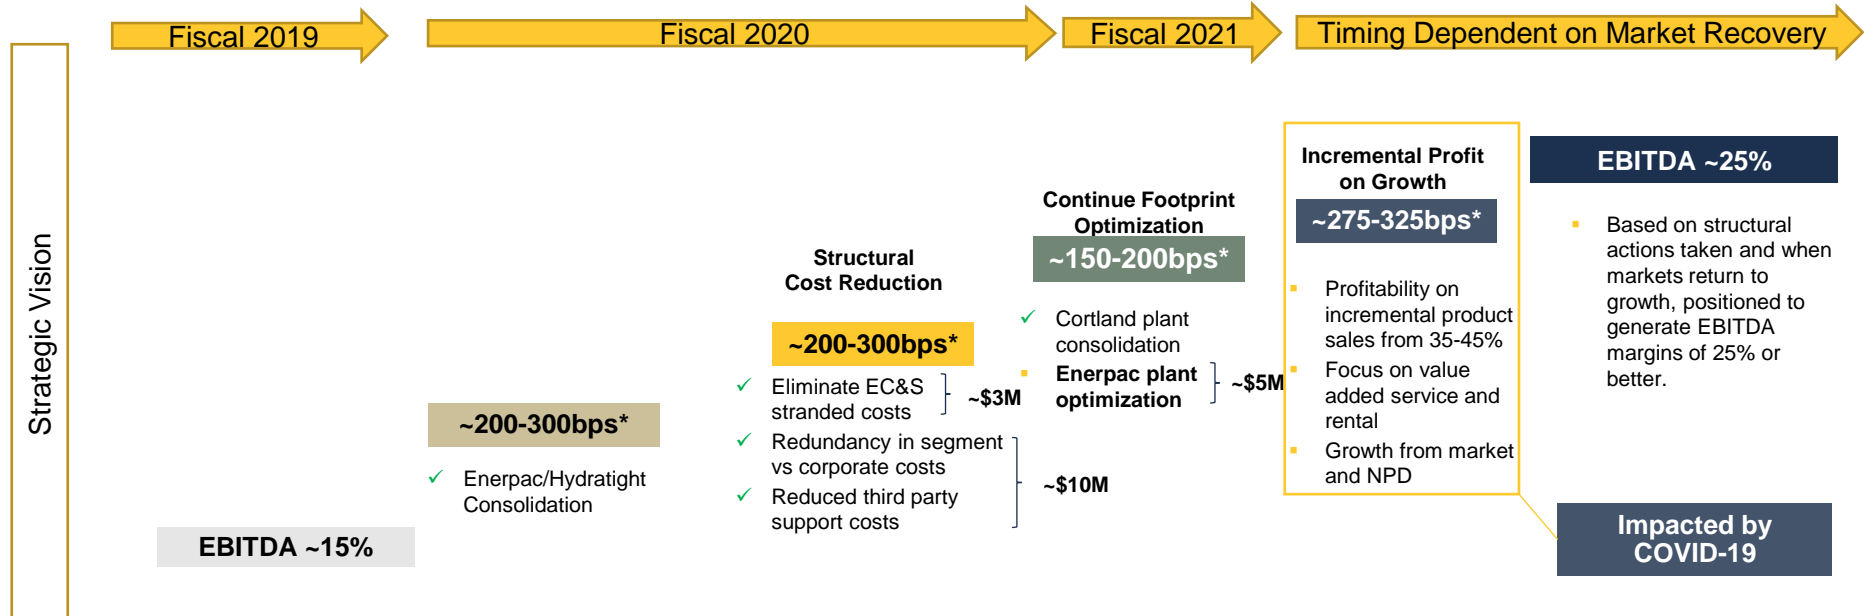 Fiscal 2019
Fiscal 2020
Fiscal 2021
Timing Dependent on Market Recovery
Strategic Vision
EBITDA ~15%
~200-300bps*
✓ Enerpac/Hydratight
Consolidation
Structural
Cost Reduction
~200-300bps*
✓ Eliminate EC&S
stranded costs
~$3M
✓ Redundancy in segment
vs corporate costs
✓ Reduced third party
support costs
~$10M
Continue Footprint
Optimization
~150-200bps*
✓ Cortland plant
consolidation
▪ Enerpac plant
optimization
~$5M
Incremental Profit
on Growth
~275-325bps*
▪ Profitability on
incremental product
sales from 35-45%
▪ Focus on value
added service and
rental
▪ Growth from market
and NPD
EBITDA ~25%
▪ Based on structural
actions taken and when
markets return to
growth, positioned to
generate EBITDA
margins of 25% or
better.
Impacted by
COVID-19